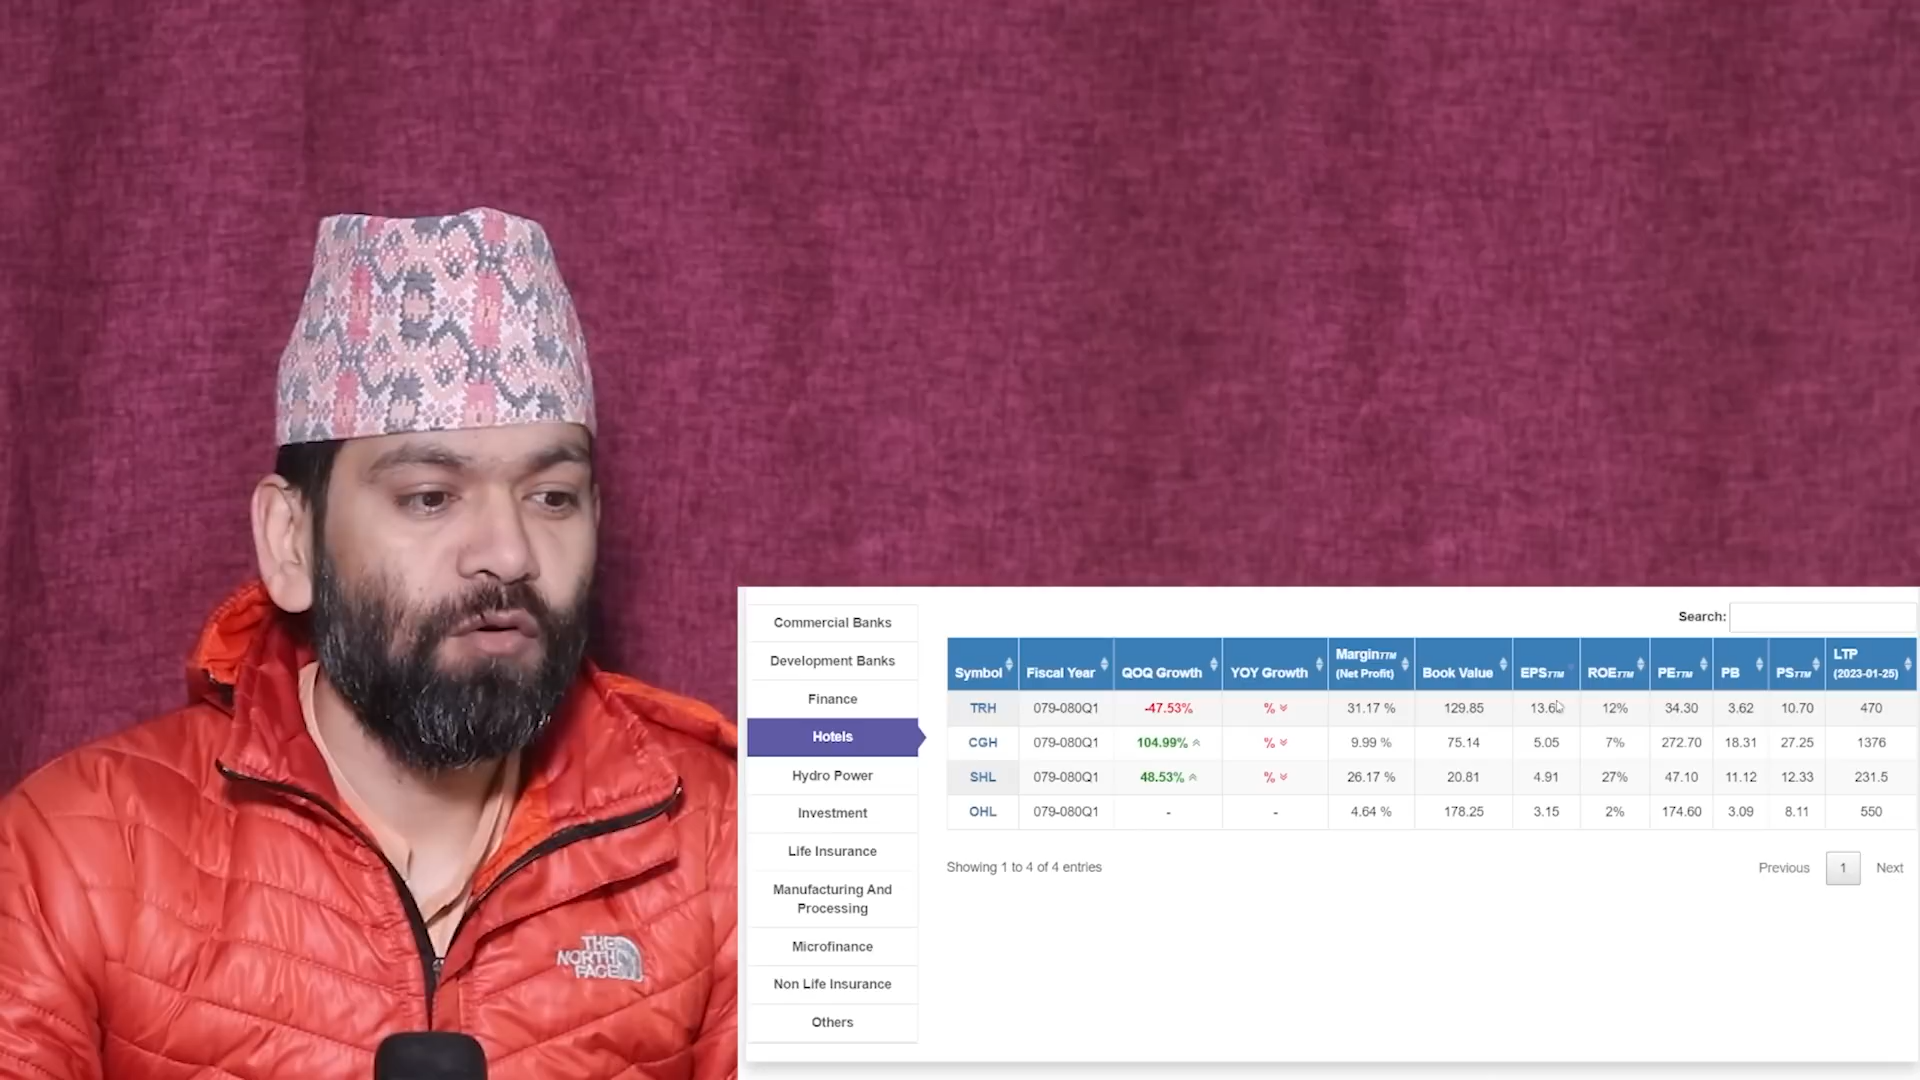 THE
NORTH
FACE
Commercial Banks
Development Banks
Finance
Hotels
Hydro Power
Investment
Life Insurance
Manufacturing And
Processing
Microfinance
Non Life Insurance
Others
Search:
Symbol Fiscal Year QOQ Growth YOY Growth MarginTTM (Net Profit) Book Value EPSTTM ROETTM PETTM PB PSTTM LTP (2023-01-25)
TRH 079-080Q1 -47.53% % 31.17 % 129.85 12% 34.30 3.62 10.70 470
CGH 079-080Q1 104.99% % 9.99 % 75.14 5.05 7% 272.70 18.31 27.25 1376
SHL 079-080Q1 48.53% % 26.17 % 20.81 4.91 27% 47.10 11.12 12.33 231.5
OHL 079-080Q1 - - 4.64 % 178.25 3.15 2% 174.60 3.09 8.11 550
Showing 1 to 4 of 4 entries
Previous 1 Next